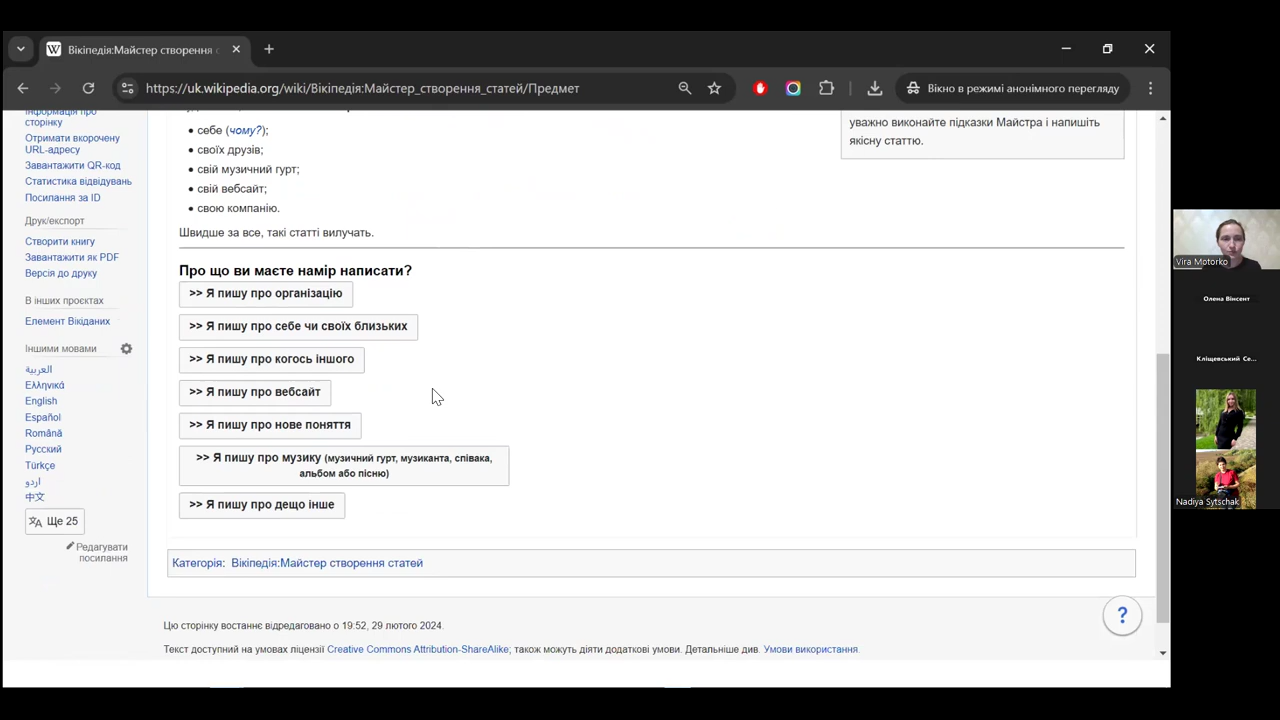 Вікіпедія:Майстер створення с
https://uk.wikipedia.org/wiki/Вікіпедія:Майстер_створення_статей/Предмет
Вікно в режимі анонімного перегляду
Інформація про
сторінку
Отримати вкорочену
URL-адресу
Завантажити QR-код
Статистика відвідувань
Посилання за ID
Друк/експорт
Створити книгу
Завантажити як PDF
Версія до друку
В інших проєктах
Елемент Вікіданих
Іншими мовами
العربية
Ελληνικά
English
Español
Română
Русский
Türkçe
اردو
中文
Ще 25
Редагувати
посилання
себе (чому?);
своїх друзів;
свій музичний гурт;
свій вебсайт;
свою компанію.
Швидше за все, такі статті вилучать.
уважно виконайте підказки Майстра і напишіть
якісну статтю.
Про що ви маєте намір написати?
>> Я пишу про організацію
>> Я пишу про себе чи своїх близьких
>> Я пишу про когось іншого
>> Я пишу про вебсайт
>> Я пишу про нове поняття
>> Я пишу про музику (музичний гурт, музиканта, співака,
альбом або пісню)
>> Я пишу про дещо інше
Категорія: Вікіпедія:Майстер створення статей
?
Цю сторінку востаннє відредаговано о 19:52, 29 лютого 2024.
Текст доступний на умовах ліцензії Creative Commons Attribution-ShareAlike; також можуть діяти додаткові умови. Детальніше див. Умови використання.
Vira Motorko
Олена Вінсент
Кліщевський Се...
Nadiya Sytschak